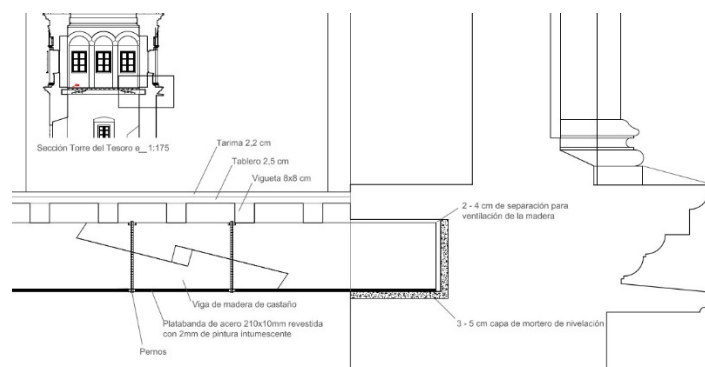 Sección Torre del Tesoro e__ 1:175
Tarima 2,2 cm
Tablero 2,5 cm
Vigueta 8x8 cm
2 - 4 cm de separación para
ventilación de la madera
Viga de madera de castaño
Platabanda de acero 210x10mm revestida
con 2mm de pintura intumescente
3 - 5 cm capa de mortero de nivelación
Pernos